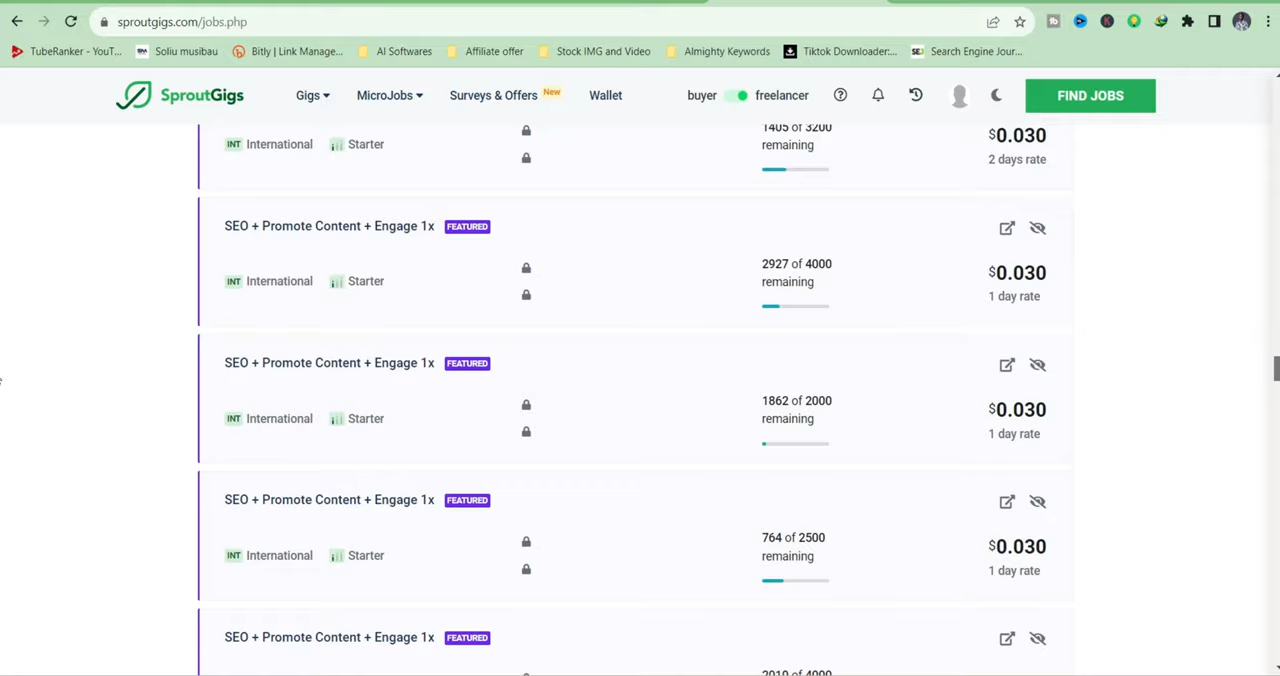 sproutgigs.com/jobs.php
TubeRanker - YouT... Soliu musibau Bitly | Link Manage... AI Softwares Affiliate offer Stock IMG and Video Almighty Keywords Tiktok Downloader:... SEJ Search Engine Jour...
SproutGigs Gigs MicroJobs Surveys & Offers New Wallet buyer freelancer FIND JOBS
1405 of 3200
INT International Starter remaining $0.030
2 days rate
SEO + Promote Content + Engage 1x FEATURED
2927 of 4000
INT International Starter remaining $0.030
1 day rate
SEO + Promote Content + Engage 1x FEATURED
1862 of 2000
INT International Starter remaining $0.030
1 day rate
SEO + Promote Content + Engage 1x FEATURED
764 of 2500
INT International Starter remaining $0.030
1 day rate
SEO + Promote Content + Engage 1x FEATURED